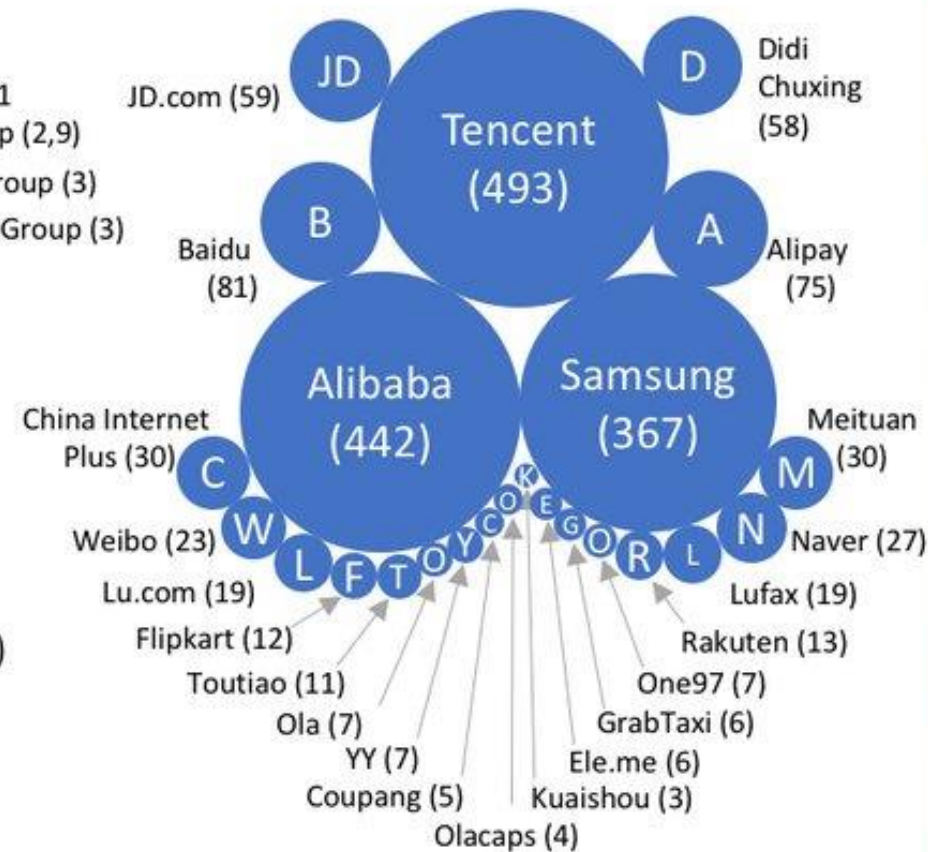 1
p (2,9)
roup (3)
Group (3)
)
JD
JD.com (59)
D
Didi
Chuxing
(58)
Tencent
(493)
B
Baidu
(81)
A
Alipay
(75)
Alibaba
(442)
Samsung
(367)
China Internet
Plus (30)
C
Meituan
(30)
M
K
O
E
W
Weibo (23)
C
G
N
Naver (27)
Y
O
O
R
L
L
F
T
Lu.com (19)
Lufax (19)
Flipkart (12)
Rakuten (13)
Toutiao (11)
One97 (7)
Ola (7)
GrabTaxi (6)
YY (7)
Ele.me (6)
Coupang (5)
Kuaishou (3)
Olacaps (4)